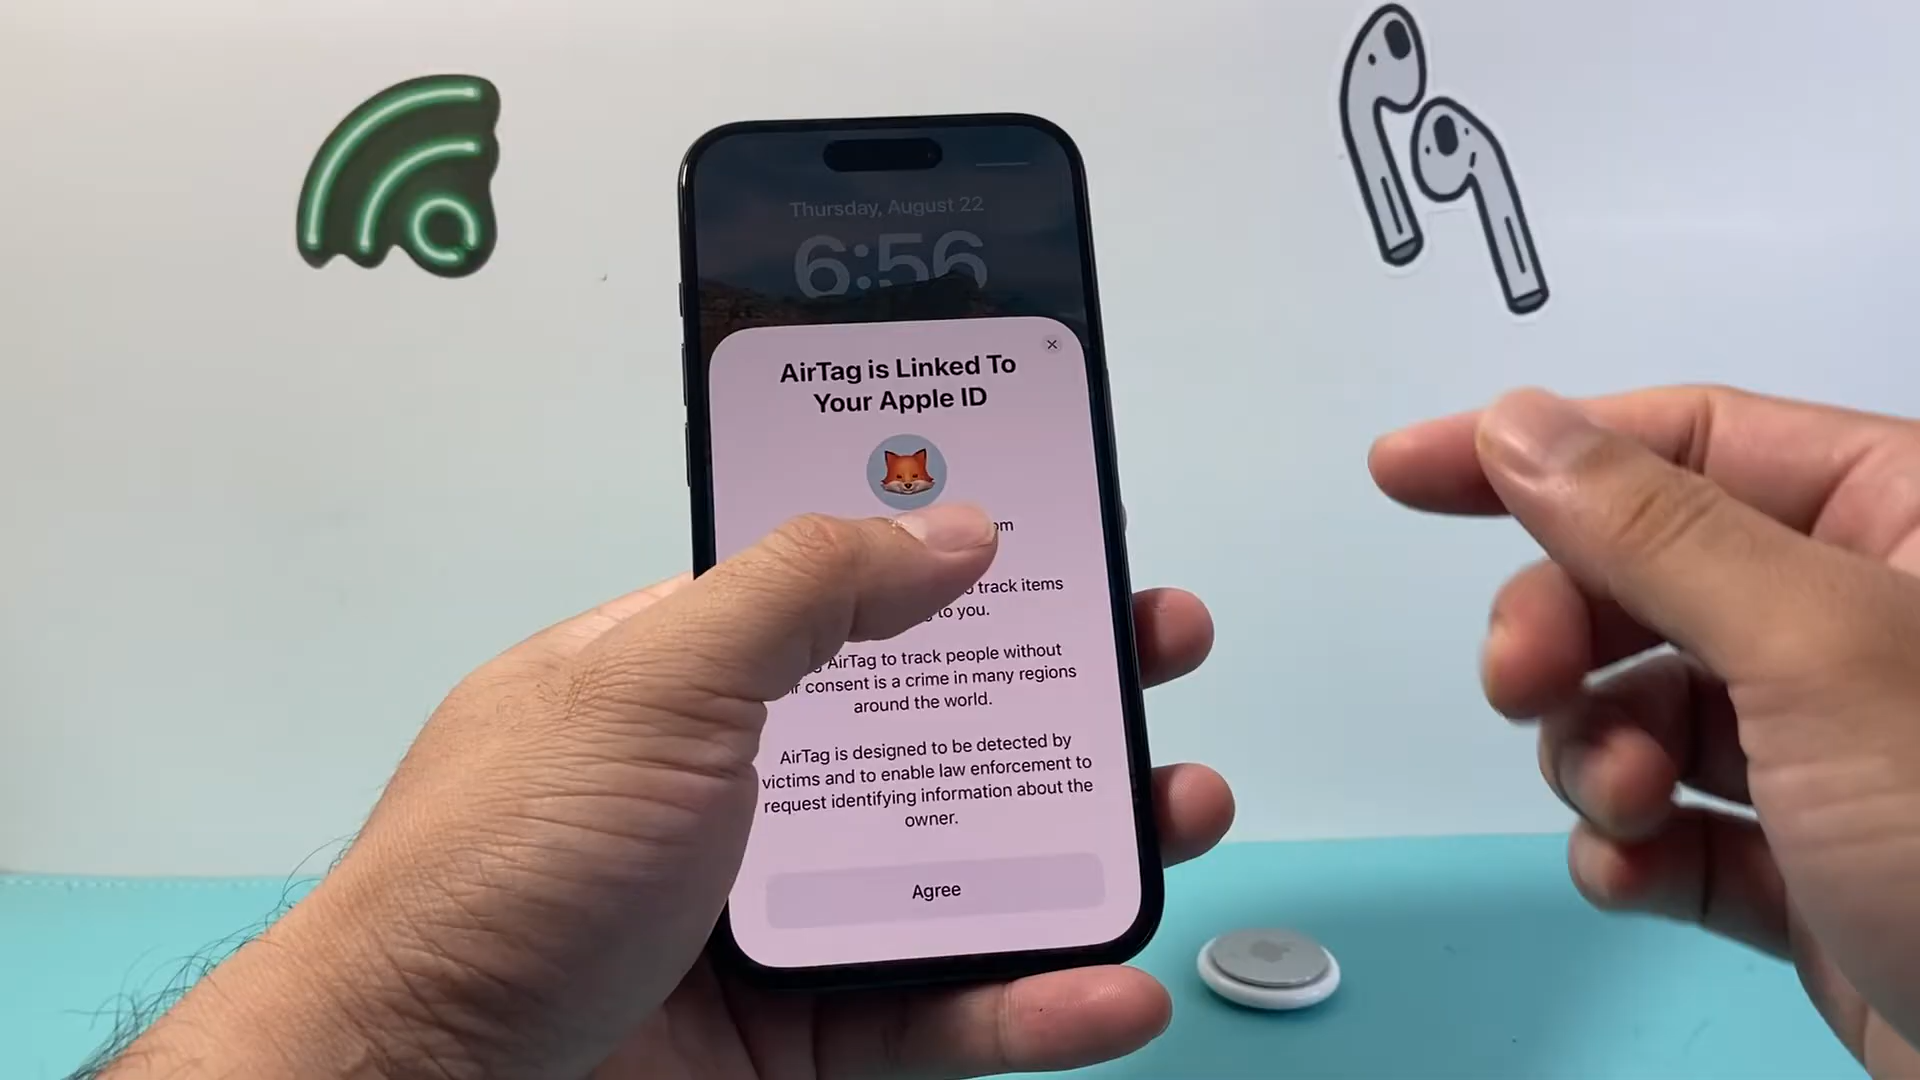 Thursday, August 22
6:56
AirTag is Linked To
Your Apple ID
om
track items
to you.
AirTag to track people without
consent is a crime in many regions
around the world.
AirTag is designed to be detected by
victims and to enable law enforcement to
request identifying information about the
owner.
Agree